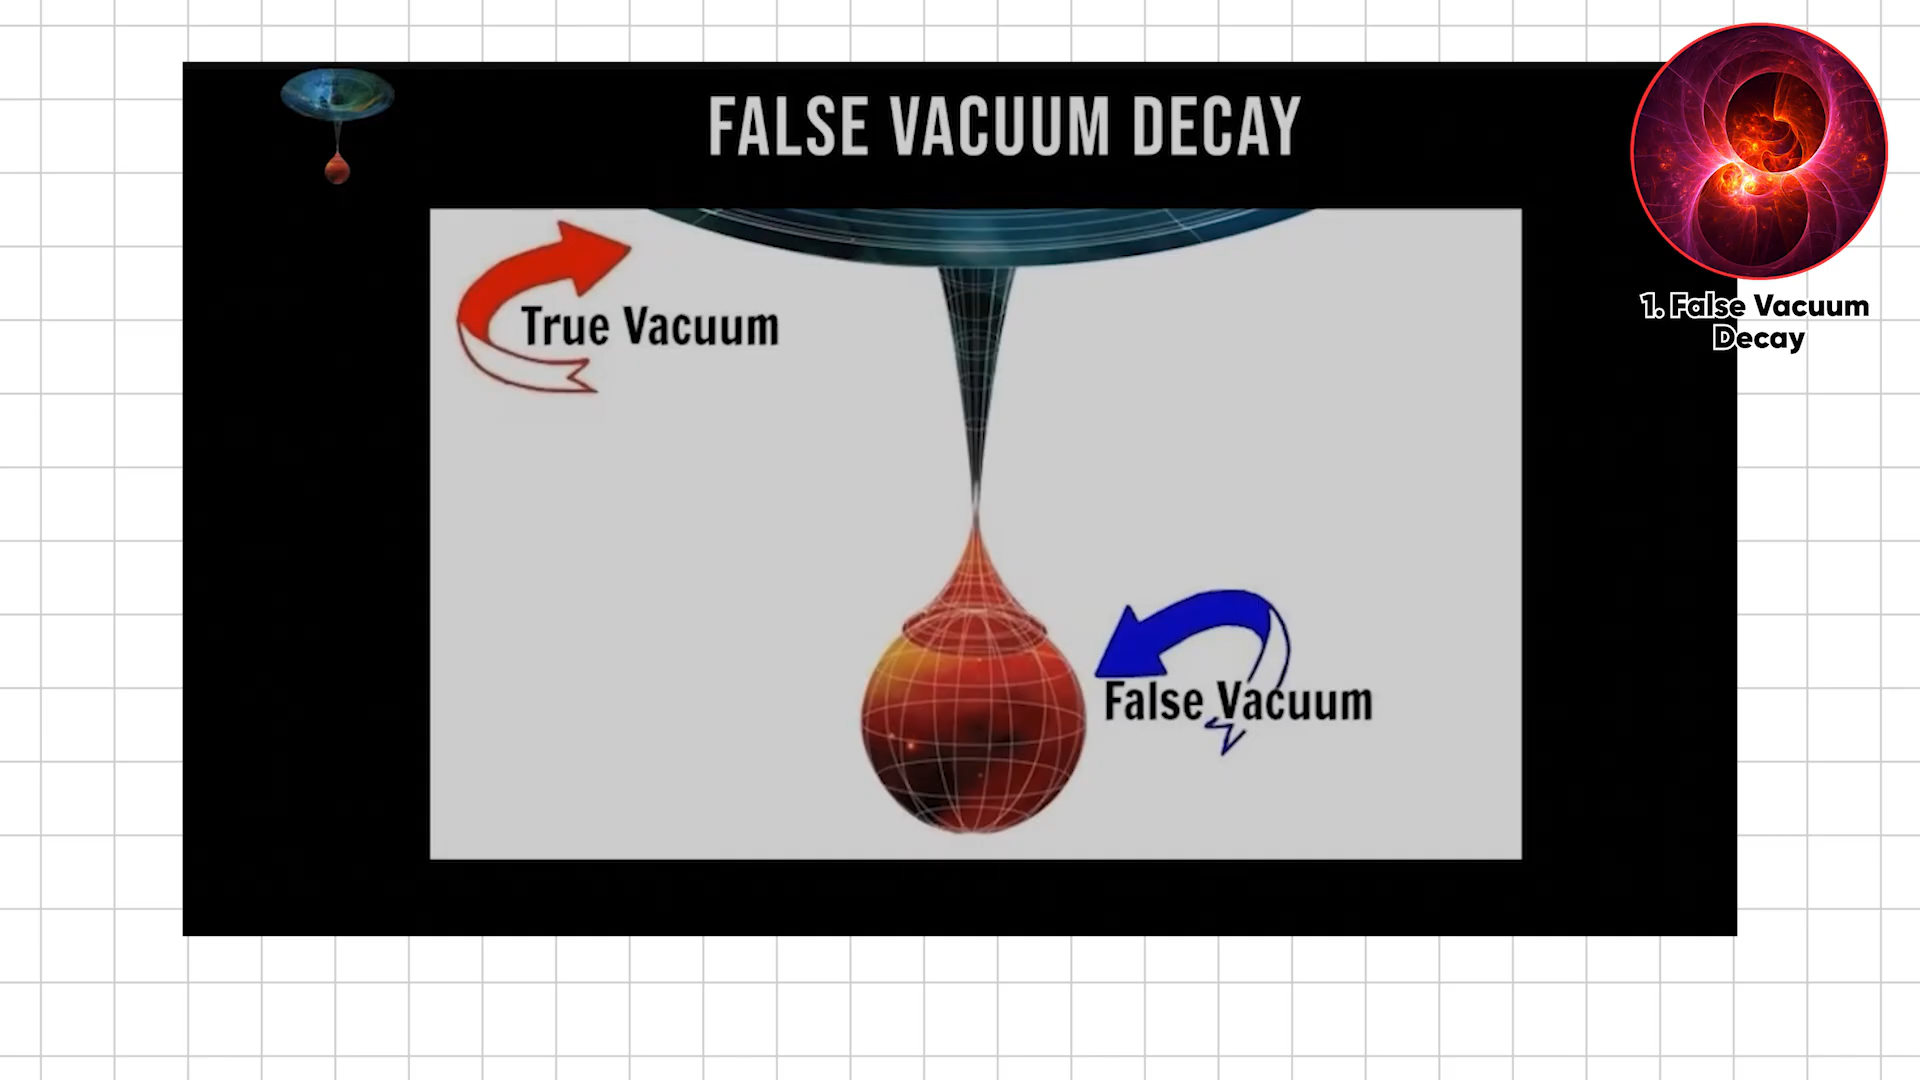 FALSE VACUUM DECAY
True Vacuum
False Vacuum
1. False Vacuum
Decay